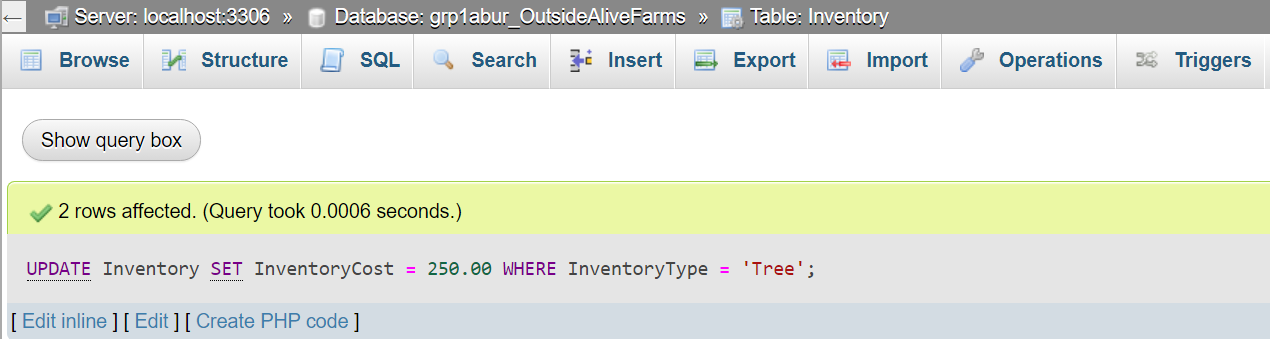 ← Server: localhost:3306 » Database: grp1abur_OutsideAliveFarms » Table: Inventory
Browse Structure SQL Search Insert Export Import Operations Triggers
Show query box
2 rows affected. (Query took 0.0006 seconds.)
UPDATE Inventory SET InventoryCost = 250.00 WHERE InventoryType = 'Tree';
[ Edit inline ] [ Edit ] [ Create PHP code ]